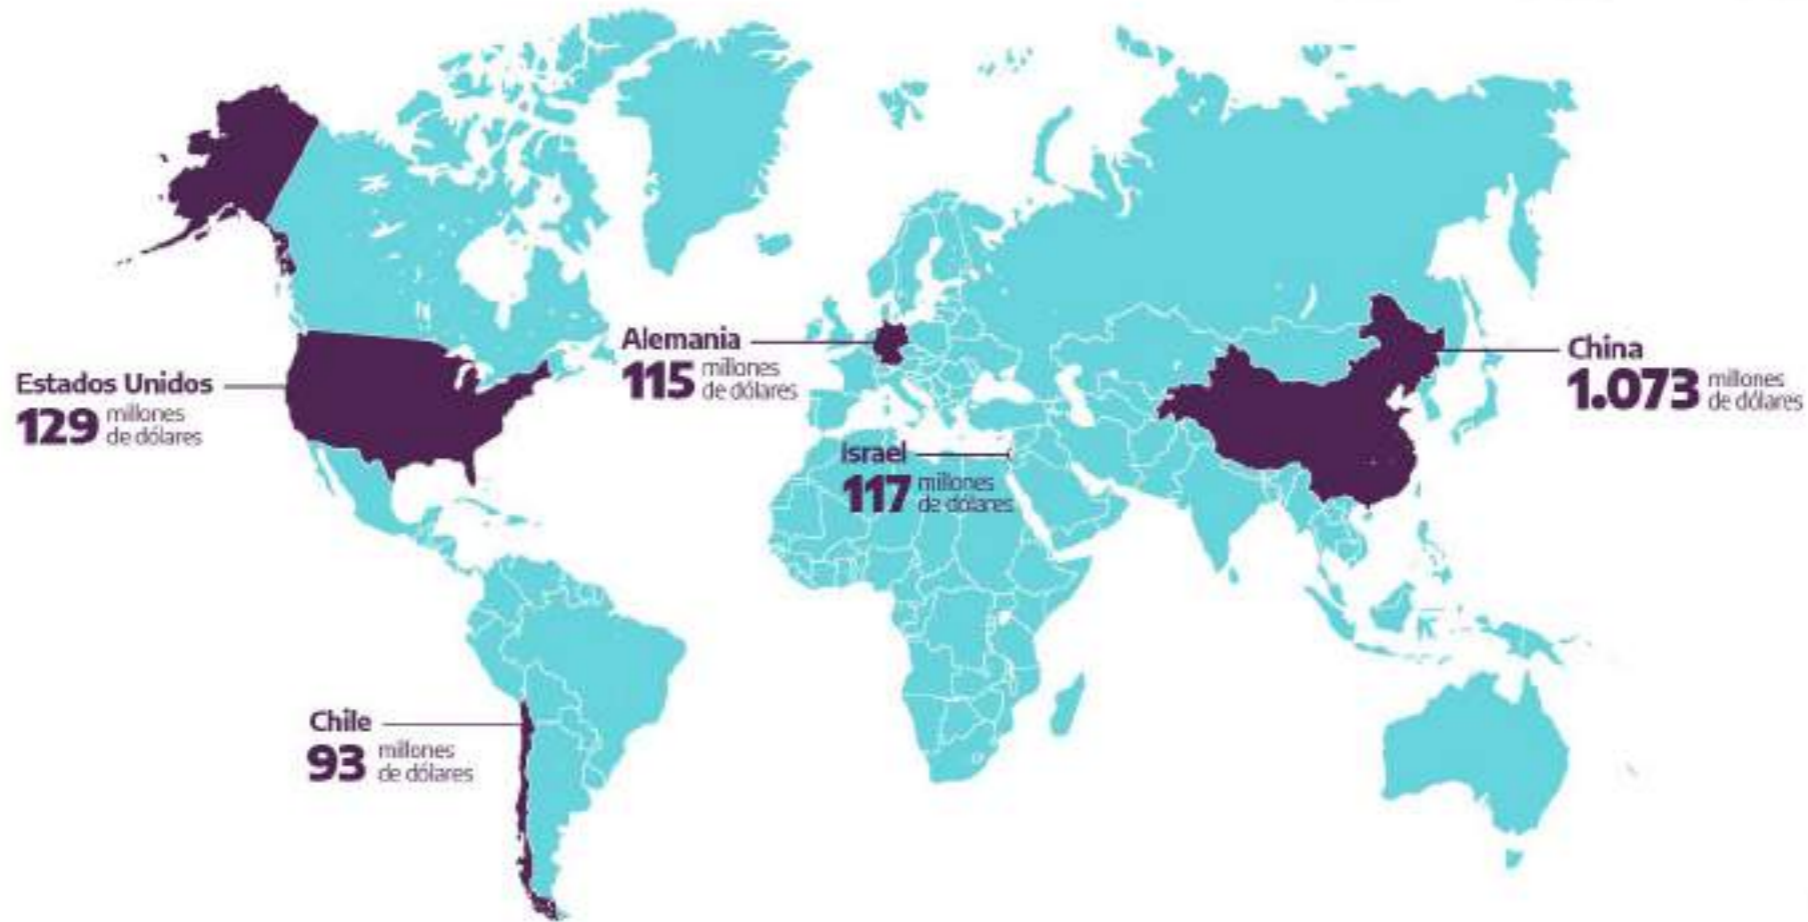 Estados Unidos
129 millones
de dólares
Alemania
115 millones
de dólares
Israel
117 millones
de dólares
China
1.073 millones
de dólares
Chile
93 millones
de dólares